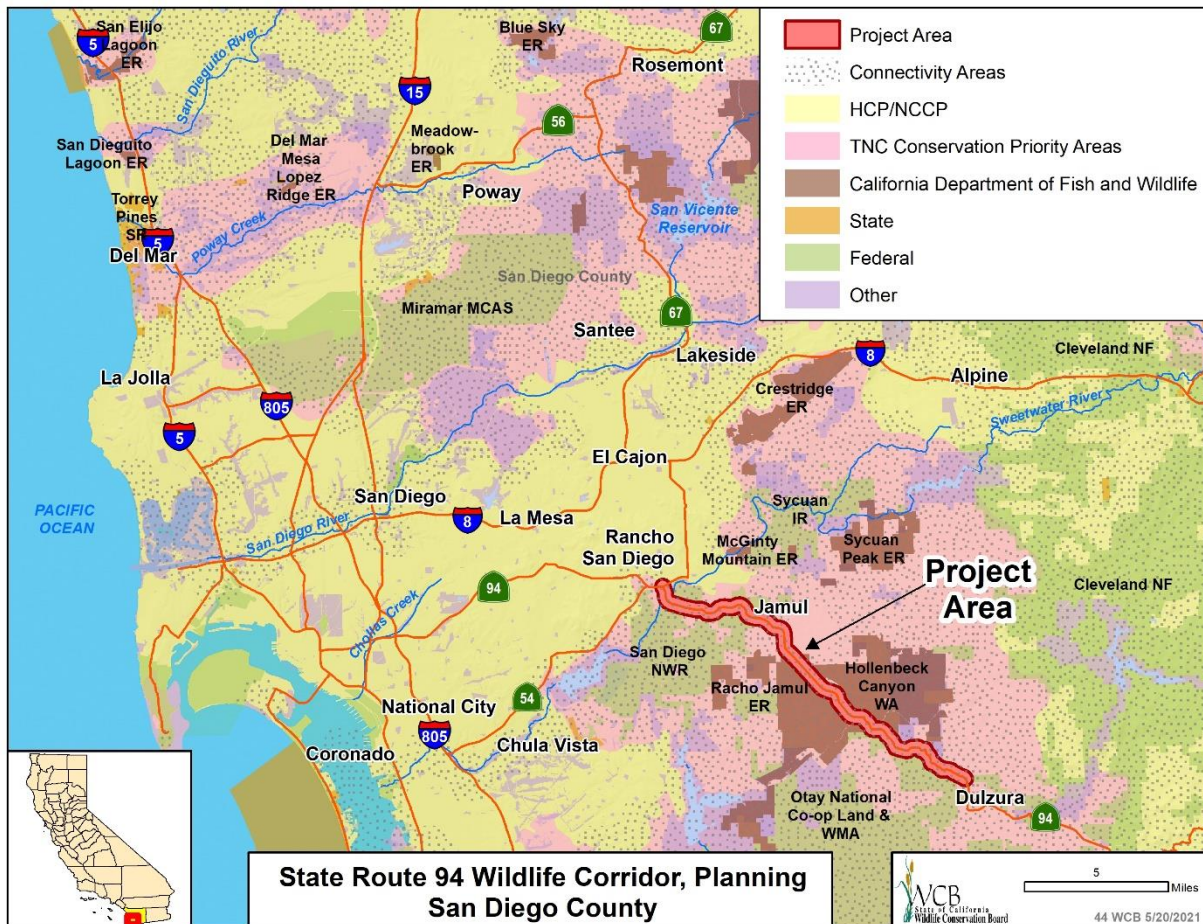 San Elijo
Lagoon
ER
5
San Dieguito River
15
Blue Sky
ER
67
Rosemont
San Dieguito
Lagoon ER
Del Mar
Mesa
Lopez
Ridge ER
Meadow-
brook
ER
56
Poway
Torrey
Pines
SR
5
Del Mar
Poway Creek
San Vicente
Reservoir
San Diego County
Miramar MCAS
Santee
67
Lakeside
La Jolla
805
5
8
Alpine
Cleveland NF
Crestridge
ER
Sweetwater River
El Cajon
PACIFIC
OCEAN
San Diego
San Diego River
8
La Mesa
Sycuan
IR
Rancho
San Diego
McGinty
Mountain ER
Sycuan
Peak ER
Project
Area
Cleveland NF
94
Chollas Creek
Jamul
San Diego
NWR
Racho Jamul
ER
Hollenbeck
Canyon
WA
National City
54
805
Chula Vista
Coronado
Dulzura
94
Otay National
Co-op Land &
WMA
Project Area
Connectivity Areas
HCP/NCCP
TNC Conservation Priority Areas
California Department of Fish and Wildlife
State
Federal
Other
State Route 94 Wildlife Corridor, Planning
San Diego County
WCB
State of California
Wildlife Conservation Board
5
Miles
44 WCB 5/20/2021